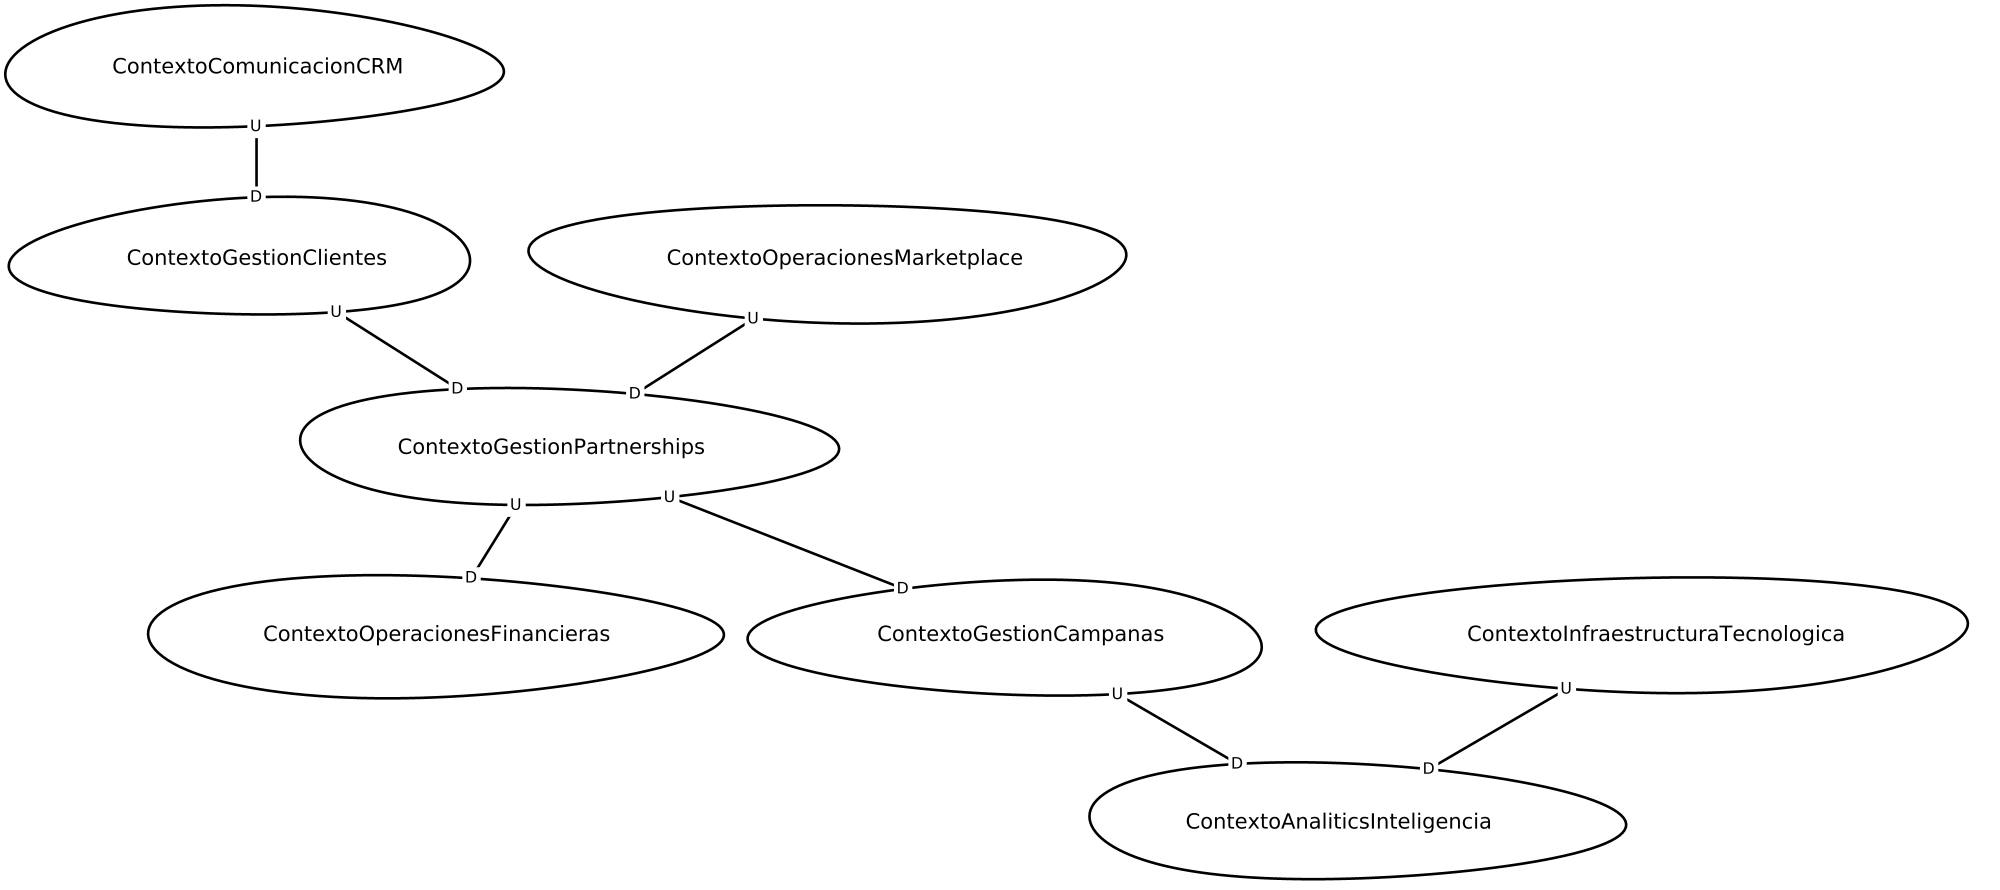 ContextoComunicacionCRM
U
D
ContextoGestionClientes
ContextoOperacionesMarketplace
U
U
D
D
ContextoGestionPartnerships
U
U
D
D
ContextoOperacionesFinancieras
ContextoGestionCampanas
ContextoInfraestructuraTecnologica
U
U
D
D
ContextoAnaliticsInteligencia